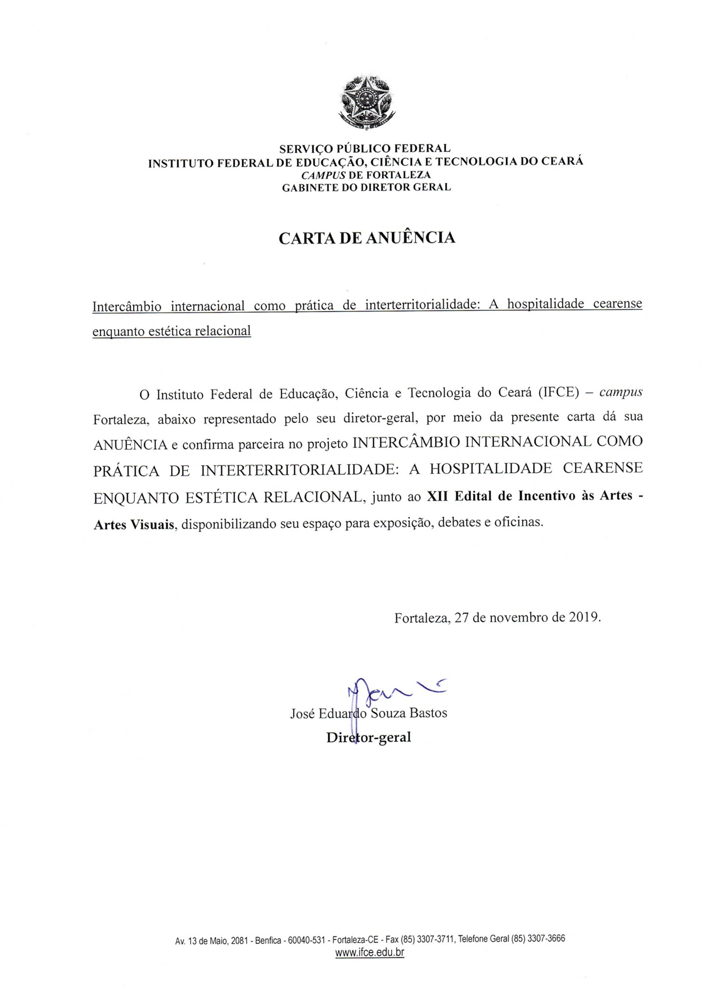 SERVIÇO PÚBLICO FEDERAL
INSTITUTO FEDERAL DE EDUCAÇÃO, CIÊNCIA E TECNOLOGIA DO CEARÁ
CAMPUS DE FORTALEZA
GABINETE DO DIRETOR GERAL
CARTA DE ANUÊNCIA
Intercâmbio internacional como prática de interterritorialidade: A hospitalidade cearense
enquanto estética relacional
O Instituto Federal de Educação, Ciência e Tecnologia do Ceará (IFCE) – campus
Fortaleza, abaixo representado pelo seu diretor-geral, por meio da presente carta dá sua
ANUÊNCIA e confirma parceira no projeto INTERCÂMBIO INTERNACIONAL COMO
PRÁTICA DE INTERTERRITORIALIDADE: A HOSPITALIDADE CEARENSE
ENQUANTO ESTÉTICA RELACIONAL, junto ao XII Edital de Incentivo às Artes -
Artes Visuais, disponibilizando seu espaço para exposição, debates e oficinas.
Fortaleza, 27 de novembro de 2019.
José Eduardo Souza Bastos
Diretor-geral
Av. 13 de Maio, 2081 - Benfica - 60040-531 - Fortaleza-CE - Fax (85) 3307-3711, Telefone Geral (85) 3307-3666
www.ifce.edu.br